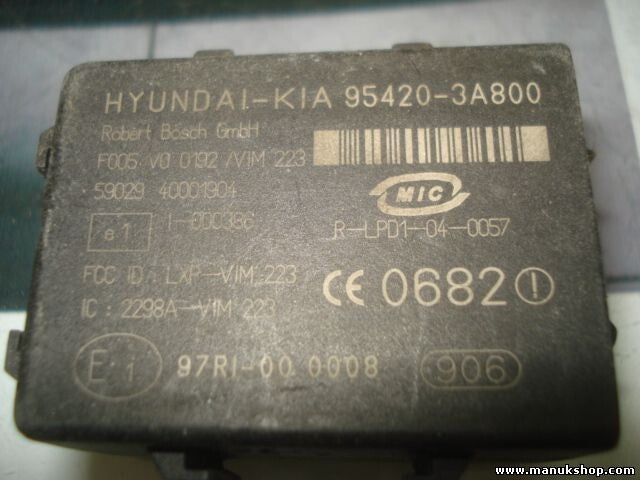 HYUNDAI-KIA 95420-3A800
Robert Bosch GmbH
F005 V0 0192 /VIM 223
59029 40001904
MIC
e1
R-LPD1-04-0057
FCC ID : LXP-VIM 223
IC : 2298A-VIM 223
CE 0682
E1
97RI-00 0008
906
www.manukshop.com